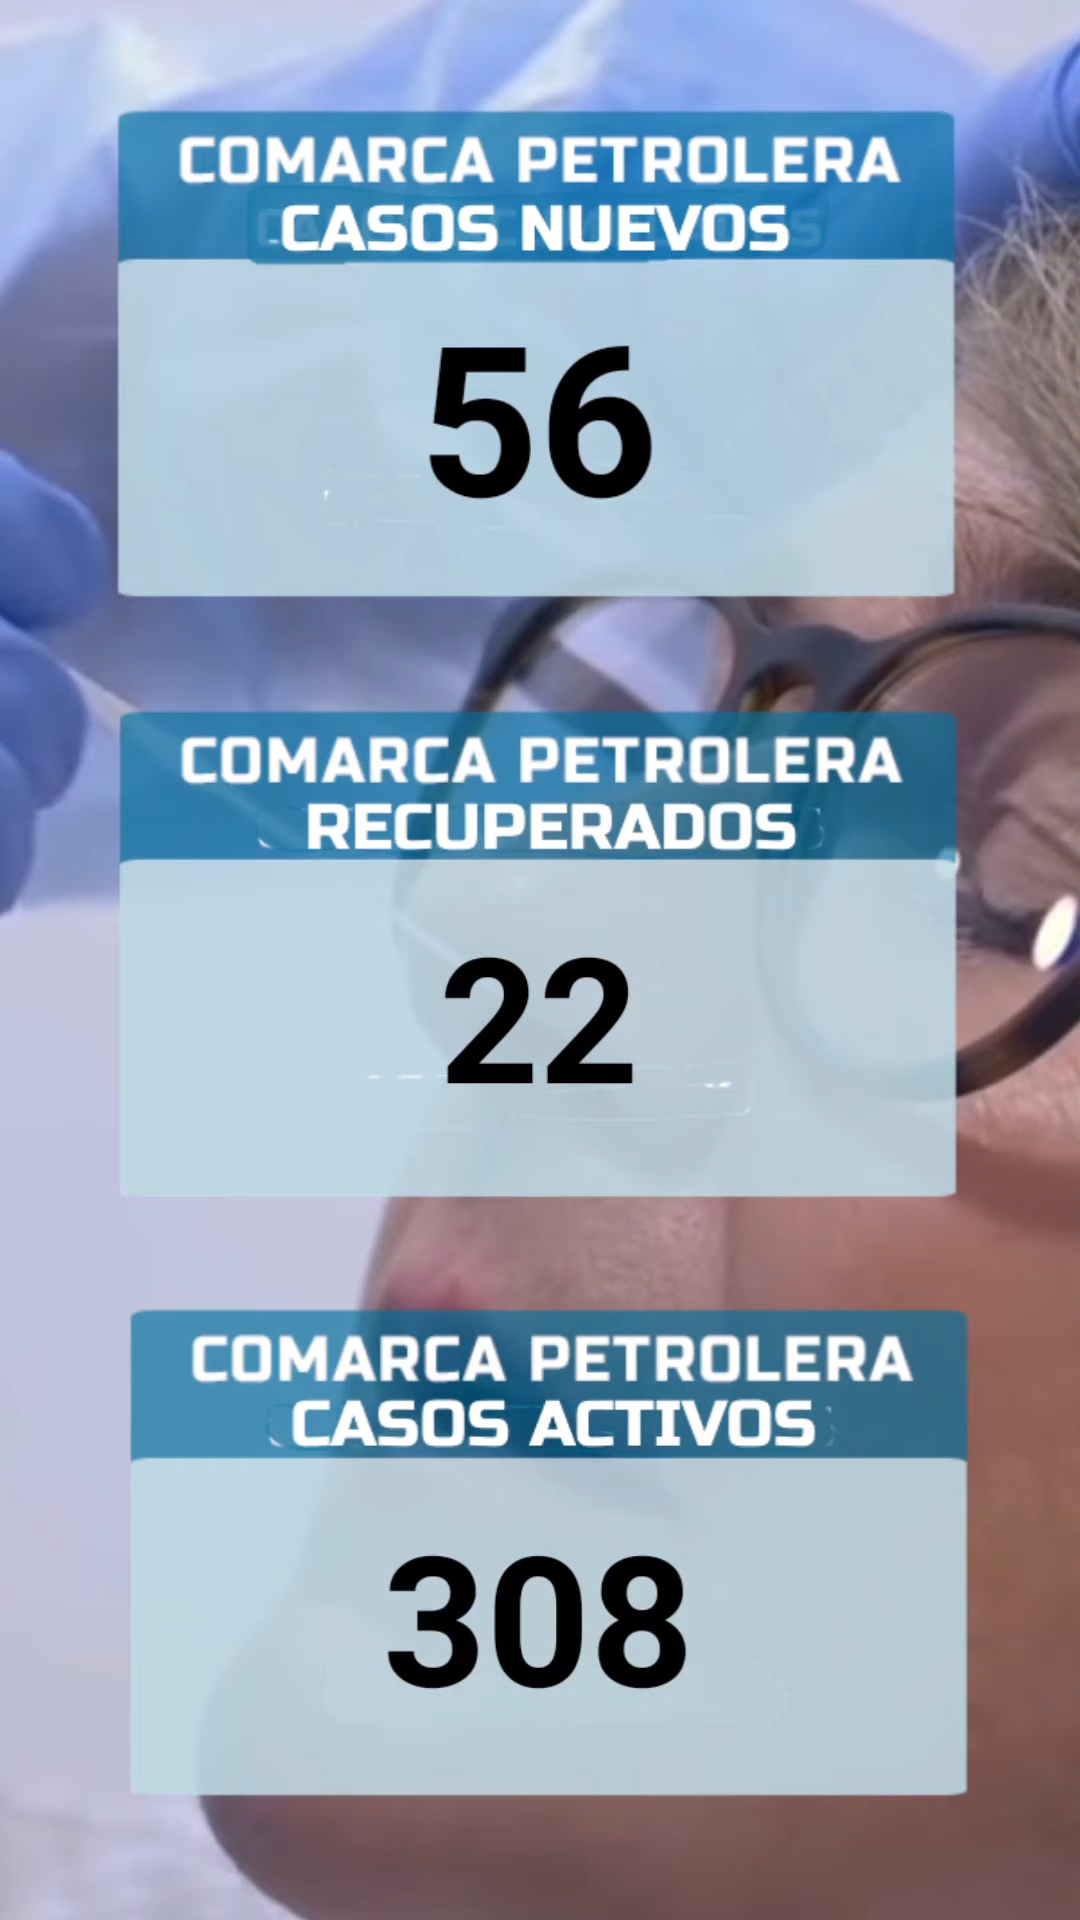 COMARCA PETROLERA
CASOS NUEVOS
56
COMARCA PETROLERA
RECUPERADOS
22
COMARCA PETROLERA
CASOS ACTIVOS
308